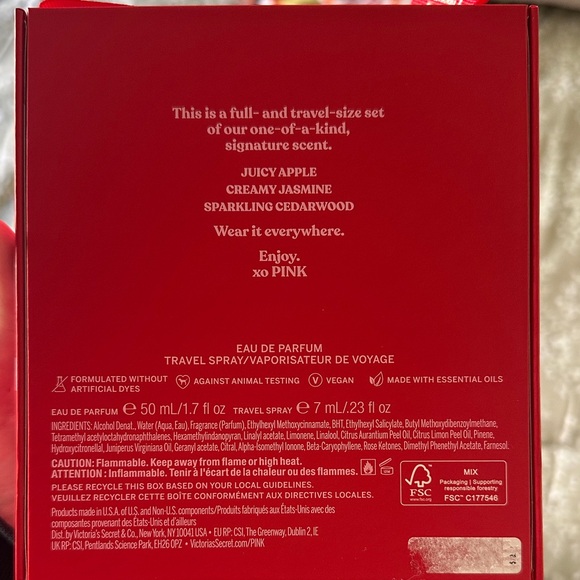 This is a full- and travel-size set
of our one-of-a-kind,
signature scent.
JUICY APPLE
CREAMY JASMINE
SPARKLING CEDARWOOD
Wear it everywhere.
Enjoy.
xo PINK
EAU DE PARFUM
TRAVEL SPRAY/VAPORISATEUR DE VOYAGE
FORMULATED WITHOUT
ARTIFICIAL DYES
AGAINST ANIMAL TESTING
V VEGAN
MADE WITH ESSENTIAL OILS
EAU DE PARFUM ℮ 50 mL/1.7 fl oz TRAVEL SPRAY ℮ 7 mL/.23 fl oz
INGREDIENTS: Alcohol Denat., Water (Aqua, Eau), Fragrance (Parfum), Ethylhexyl Methoxycinnamate, BHT, Ethylhexyl Salicylate, Butyl Methoxydibenzoylmethane,
Tetramethyl acetyloctahydronaphthalenes, Hexamethylindanopyran, Linalyl acetate, Limonene, Linalool, Citrus Aurantium Peel Oil, Citrus Limon Peel Oil, Pinene,
Hydroxycitronellal, Juniperus Virginiana Oil, Geranyl acetate, Citral, Alpha-Isomethyl Ionone, Beta-Caryophyllene, Rose Ketones, Dimethyl Phenethyl Acetate, Farnesol.
CAUTION: Flammable. Keep away from flame or high heat.
ATTENTION : Inflammable. Tenir à l'écart de la chaleur ou des flammes.
PLEASE RECYCLE THIS BOX BASED ON YOUR LOCAL GUIDELINES.
VEUILLEZ RECYCLER CETTE BOÎTE CONFORMÉMENT AUX DIRECTIVES LOCALES.
Products made in U.S.A. of U.S. and Non-U.S. components/Produits fabriqués aux États-Unis avec des
composantes provenant des États-Unis et d'ailleurs
Dist. by Victoria's Secret & Co., New York, NY 10041 USA • EU RP: CSI, The Greenway, Dublin 2, IE
UK RP: CSI, Pentlands Science Park, EH26 0PZ • VictoriasSecret.com/PINK
FSC
www.fsc.org
MIX
Packaging | Supporting
responsible forestry
FSC™ C177546